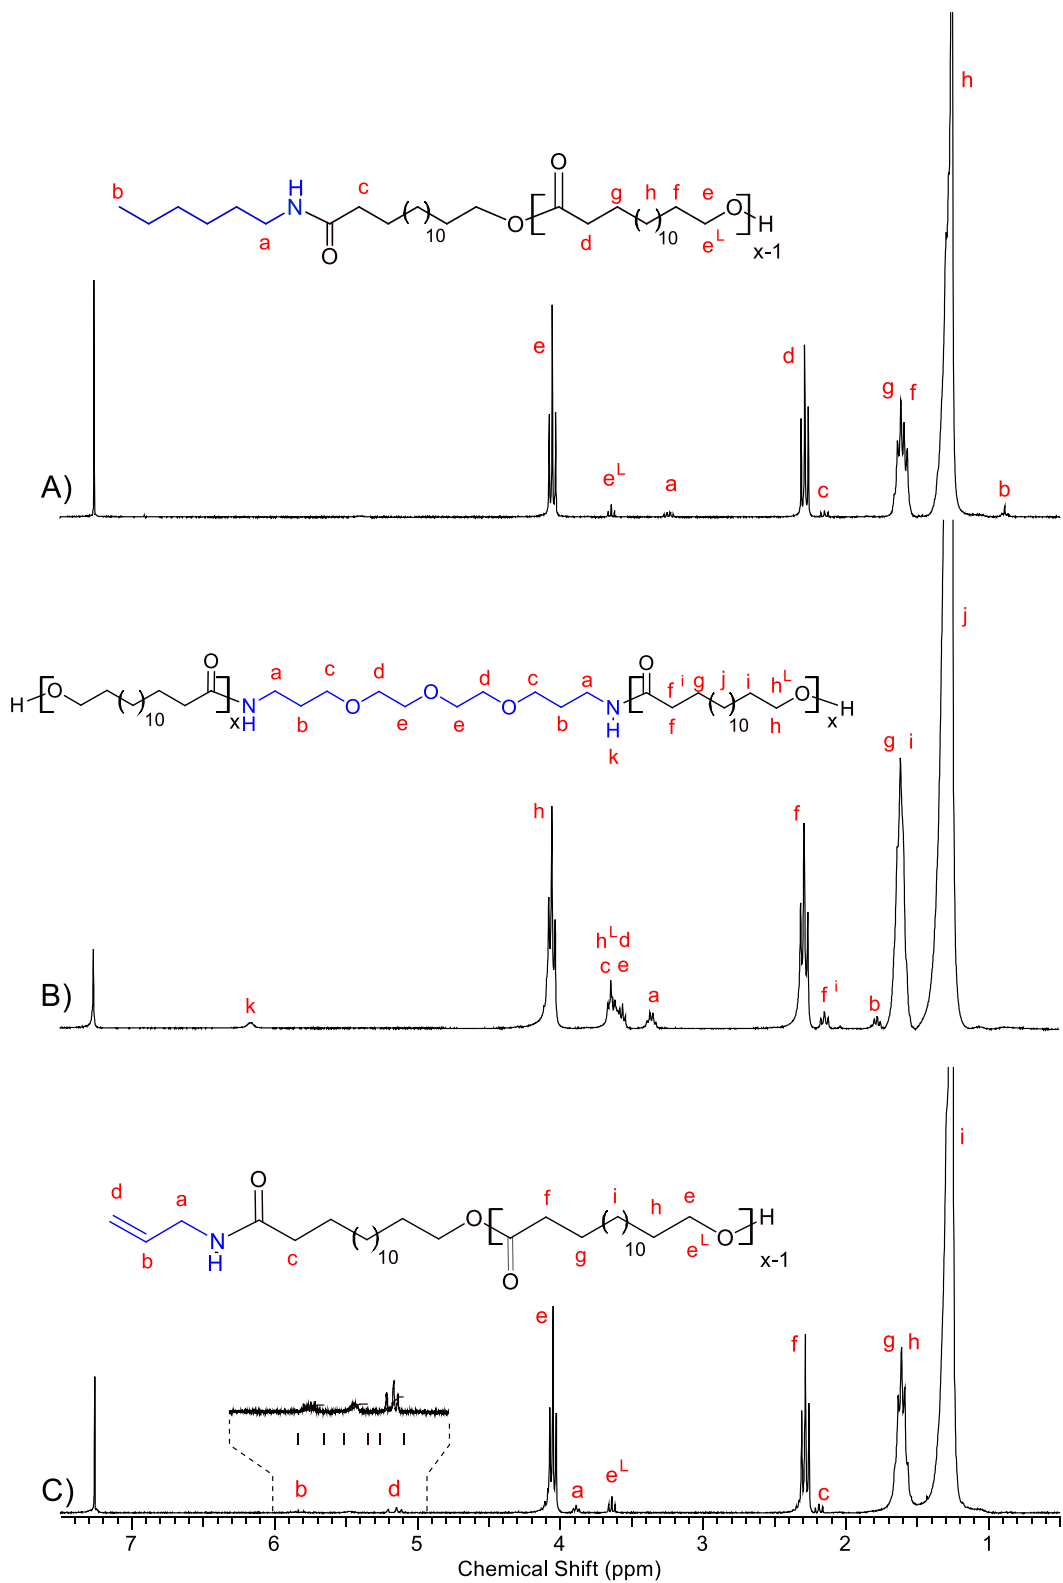 h
O
b H c g h f e
N O H
a O 10 O d 10 e L x-1
e d
g f
A) e L a c b
j
O a c d d c a O f i g j i h L
H O N O O O N O H
10 x H b e e b H 10 x
k f h
h f g i
h L d
c e
B) k a f i b
i
O
d a f i h e H
O O
b N H c 10 g 10 e L x-1
O
e f g h
C) b d a e L c
7 6 5 4 3 2 1
Chemical Shift (ppm)